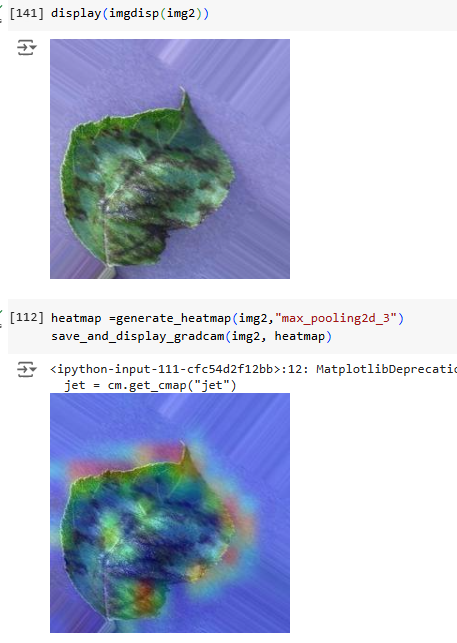 [141] display(imgdisp(img2))
[112] heatmap =generate_heatmap(img2,"max_pooling2d_3")
save_and_display_gradcam(img2, heatmap)
<ipython-input-111-cfc54d2f12bb>:12: MatplotlibDeprecatio
jet = cm.get_cmap("jet")